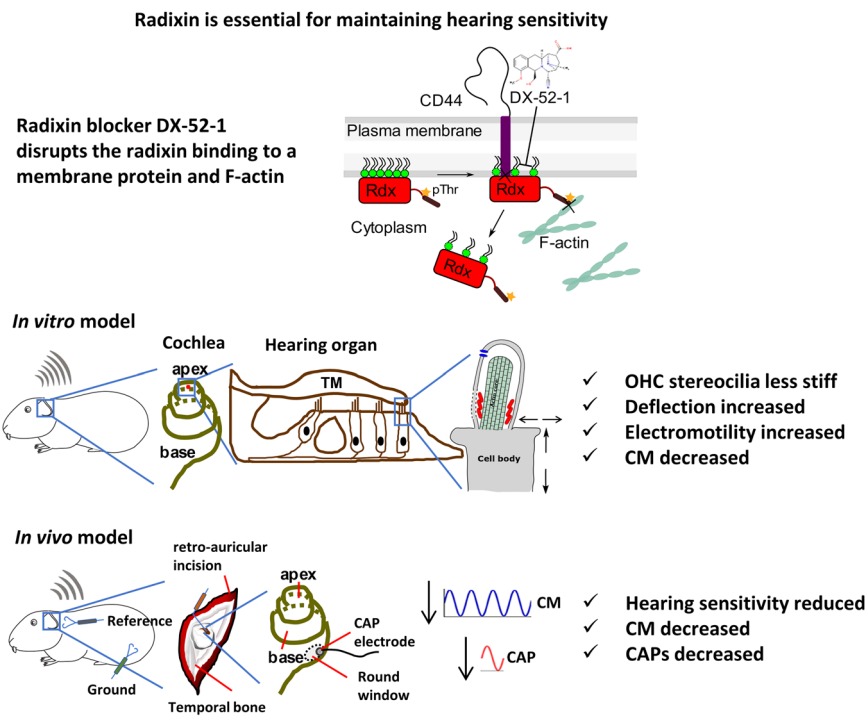 Radixin is essential for maintaining hearing sensitivity
Radixin blocker DX-52-1
disrupts the radixin binding to a
membrane protein and F-actin
CD44
DX-52-1
Plasma membrane
Rdx
pThr
Rdx
Cytoplasm
F-actin
Rdx
In vitro model
Cochlea
apex
base
Hearing organ
TM
Cell body
✓ OHC stereocilia less stiff
✓ Deflection increased
✓ Electromotility increased
✓ CM decreased
In vivo model
Reference
Ground
retro-auricular
incision
Temporal bone
apex
base
CAP
electrode
Round
window
CM
CAP
✓ Hearing sensitivity reduced
✓ CM decreased
✓ CAPs decreased